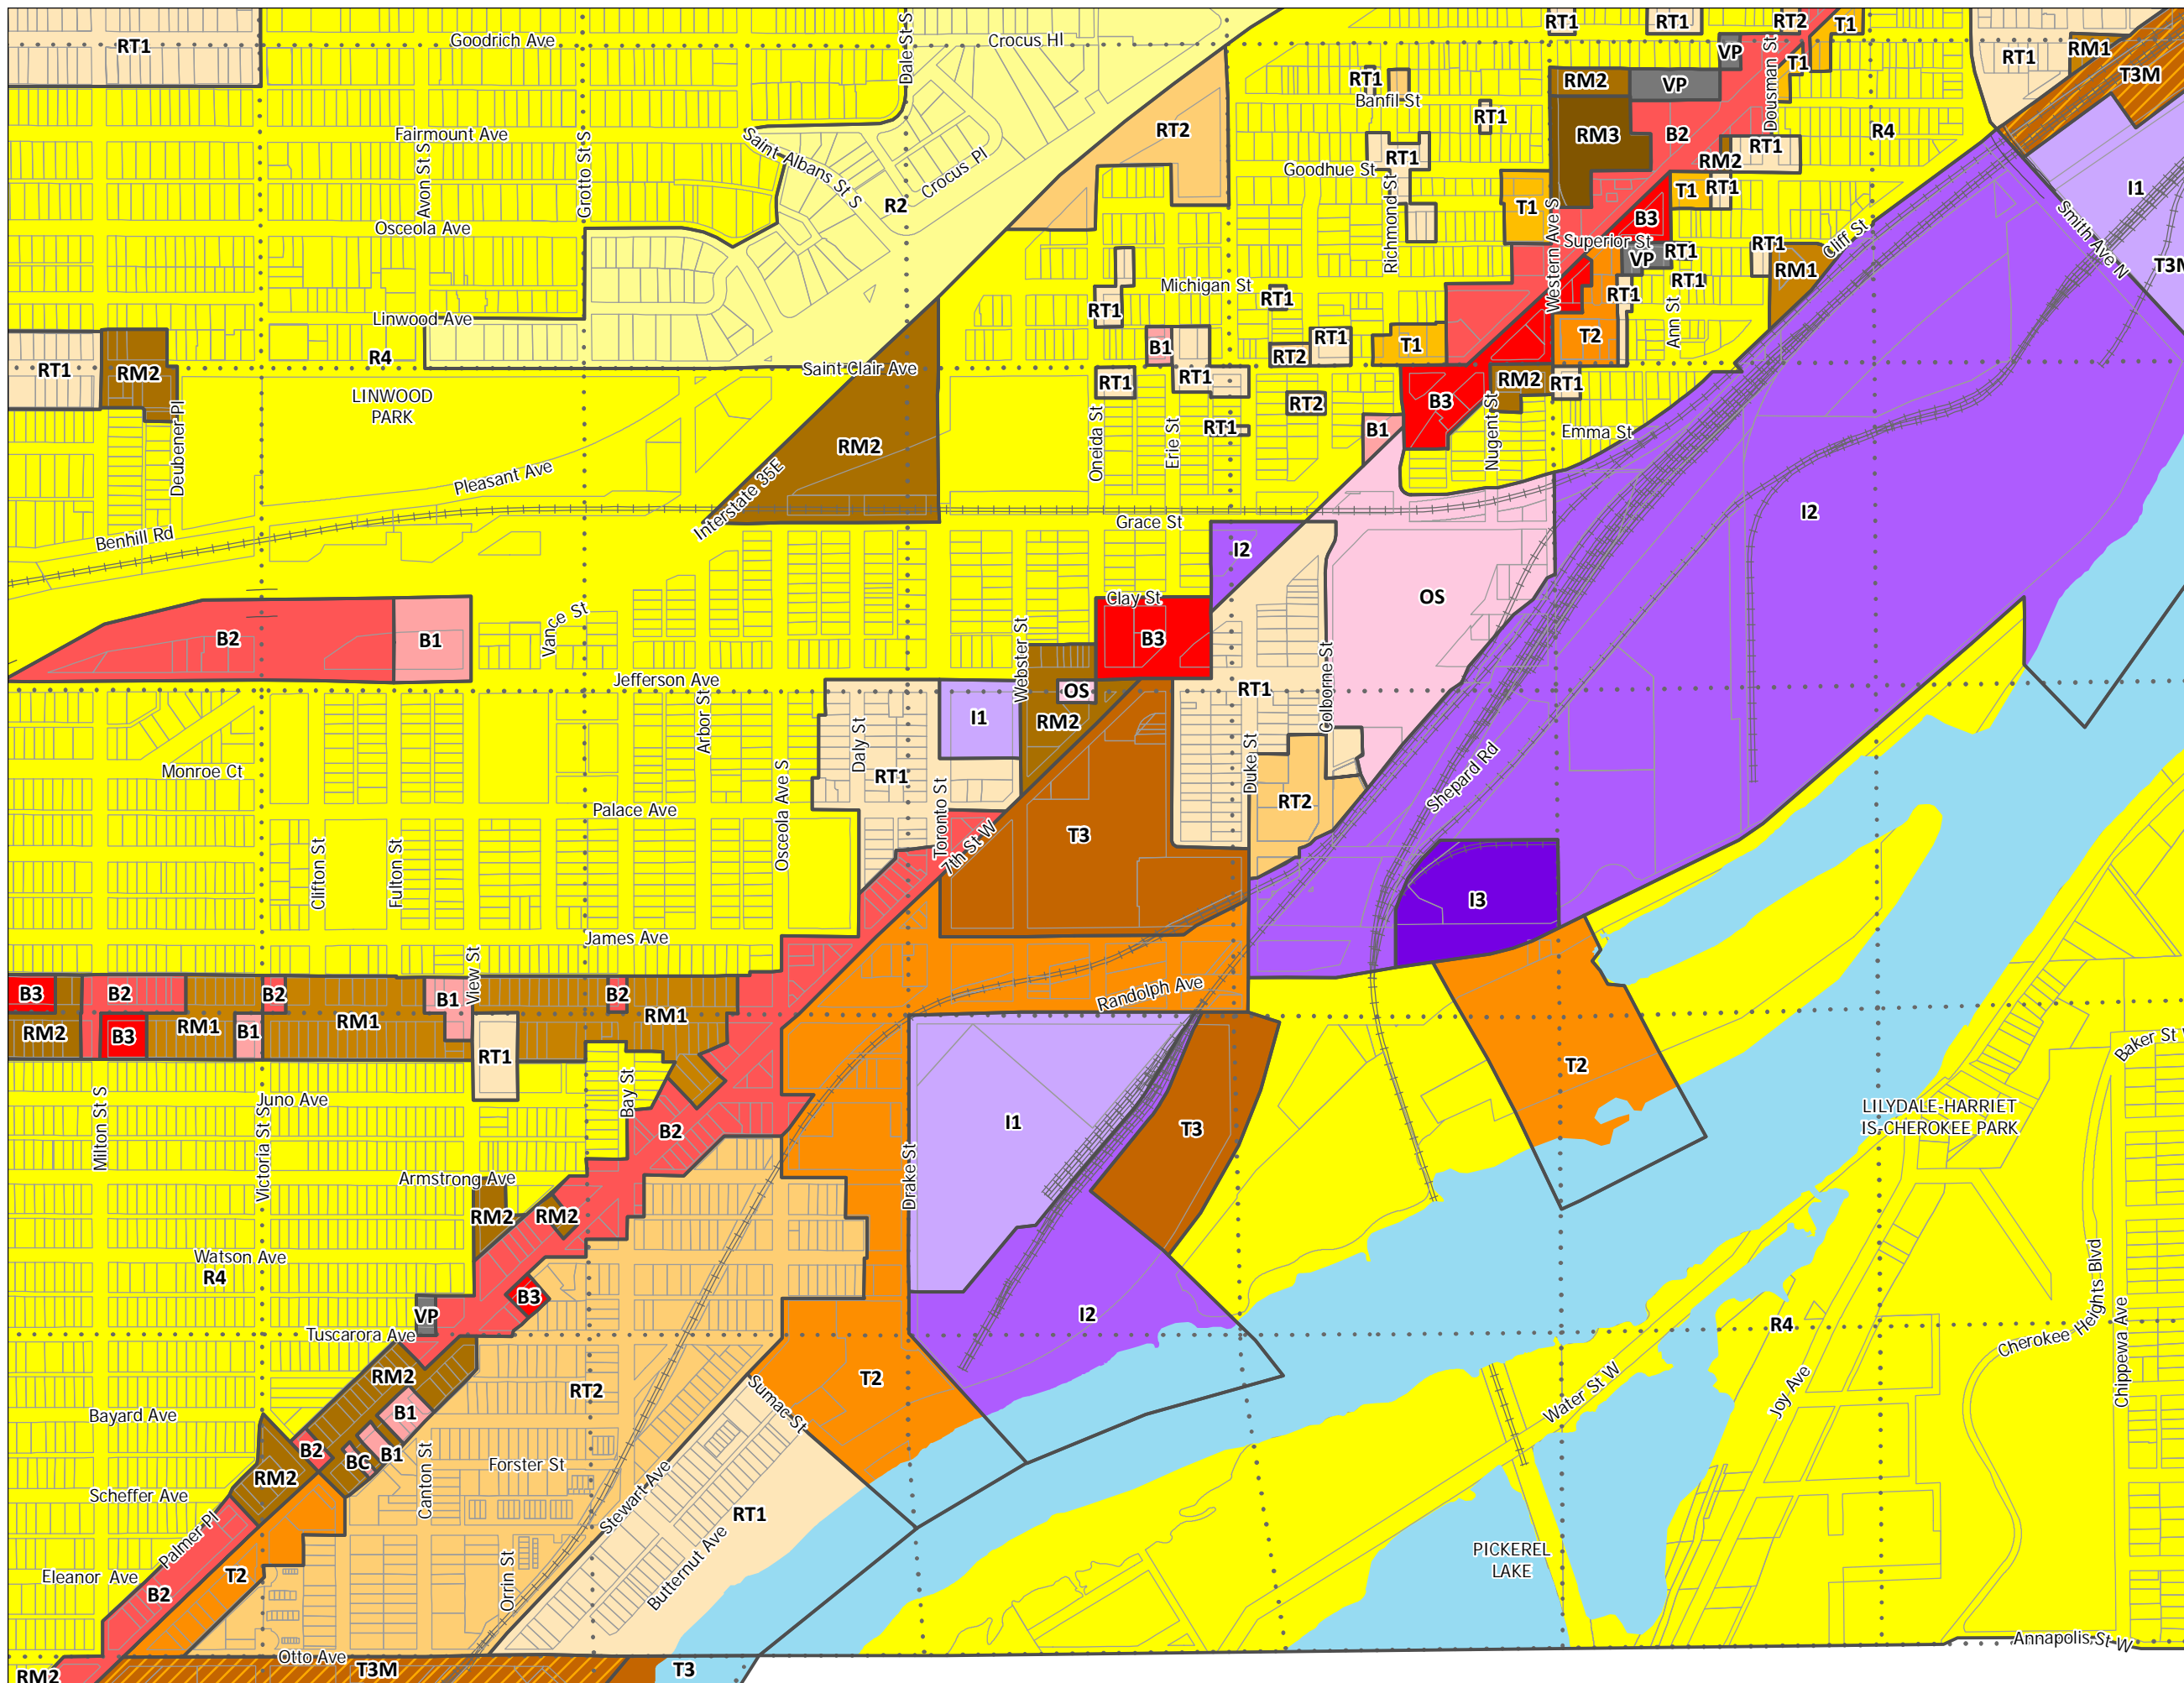 RT1
Goodrich Ave
Dale St S
Crocus Hl
RT1
RT1
RT2
T1
VP
Dousman St
T1
RT1
RM1
T3M
RT1
Banfil St
RM2
VP
RT1
Fairmount Ave
Saint Albans St S
RT2
RM3
B2
R4
Avon St S
Grotto St S
Crocus Pl
Goodhue St
RT1
RM2
RT1
R2
Richmond St
T1
Western Ave S
T1
RT1
I1
Osceola Ave
B3
Cliff St
Smith Ave N
Superior St
VP
RT1
RT1
RM1
T3M
Michigan St
RT1
RT1
RT1
RT1
Linwood Ave
R4
Ann St
RT1
RM2
Saint Clair Ave
B1
RT2
RT1
T1
T2
LINWOOD
PARK
RT1
RT1
RM2
RT1
RT2
B3
Deubener Pl
RM2
Oneida St
Erie St
RT1
B1
Nugent St
Emma St
Pleasant Ave
Interstate 35E
Benhill Rd
Grace St
I2
I2
Clay St
OS
B2
B1
Vance St
Webster St
B3
Colborne St
Jefferson Ave
OS
RT1
Arbor St
Daly St
I1
RM2
Duke St
Monroe Ct
RT1
Shepard Rd
Palace Ave
Osceola Ave S
Toronto St
7th St W
T3
RT2
Clifton St
Fulton St
I3
James Ave
View St
B3
B2
B2
B1
B2
Randolph Ave
RM2
B3
RM1
B1
RM1
RM1
RT1
Baker St W
T2
Milton St S
Victoria St S
Juno Ave
Bay St
B2
I1
T3
LILYDALE-HARRIET
IS-CHEROKEE PARK
Armstrong Ave
Drake St
RM2
RM2
Watson Ave
R4
B3
VP
Tuscarora Ave
I2
R4
Cherokee Heights Blvd
Chippewa Ave
RM2
RT2
T2
Sumac St
Water St W
Joy Ave
Bayard Ave
B1
B2
BC
B1
RM2
Canton St
Forster St
Scheffer Ave
Stewart Ave
RT1
Palmer Pl
PICKEREL
LAKE
Eleanor Ave
T2
B2
Orrin St
Butternut Ave
Otto Ave
Annapolis St W
RM2
T3M
T3